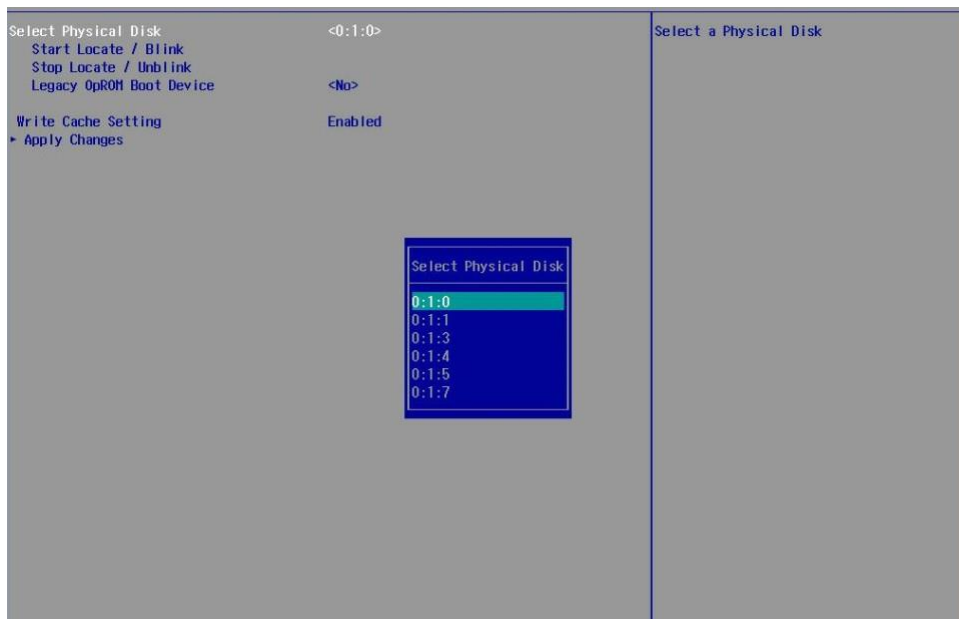 Select Physical Disk <0:1:0>
Start Locate / Blink
Stop Locate / Unblink
Legacy OpROM Boot Device <No>
Write Cache Setting Enabled
► Apply Changes
Select a Physical Disk
Select Physical Disk
0:1:0
0:1:1
0:1:3
0:1:4
0:1:5
0:1:7